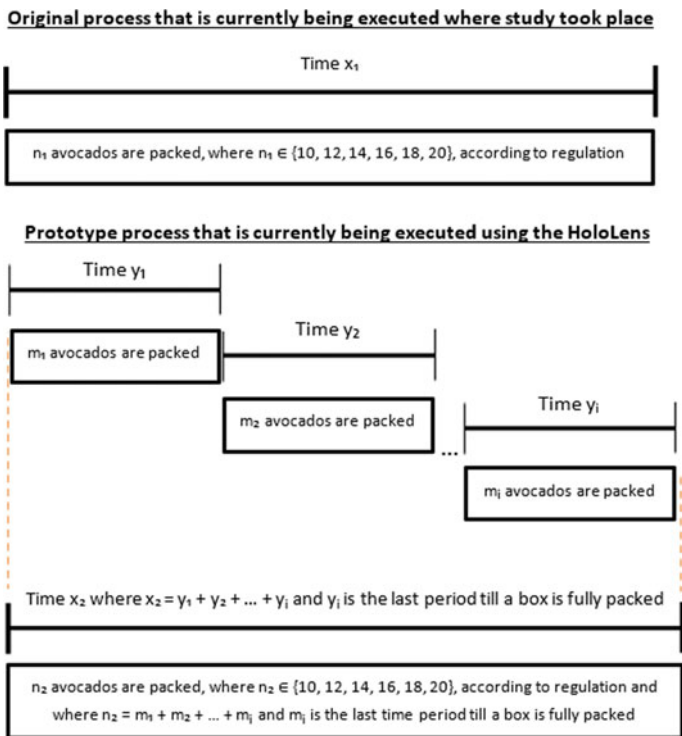 Original process that is currently being executed where study took place
Time x₁
n₁ avocados are packed, where n₁ ∈ {10, 12, 14, 16, 18, 20}, according to regulation
Prototype process that is currently being executed using the HoloLens
Time y₁
m₁ avocados are packed
Time y₂
m₂ avocados are packed
...
Time yᵢ
mᵢ avocados are packed
Time x₂ where x₂ = y₁ + y₂ + ... + yᵢ and yᵢ is the last period till a box is fully packed
n₂ avocados are packed, where n₂ ∈ {10, 12, 14, 16, 18, 20}, according to regulation and
where n₂ = m₁ + m₂ + ... + mᵢ and mᵢ is the last time period till a box is fully packed